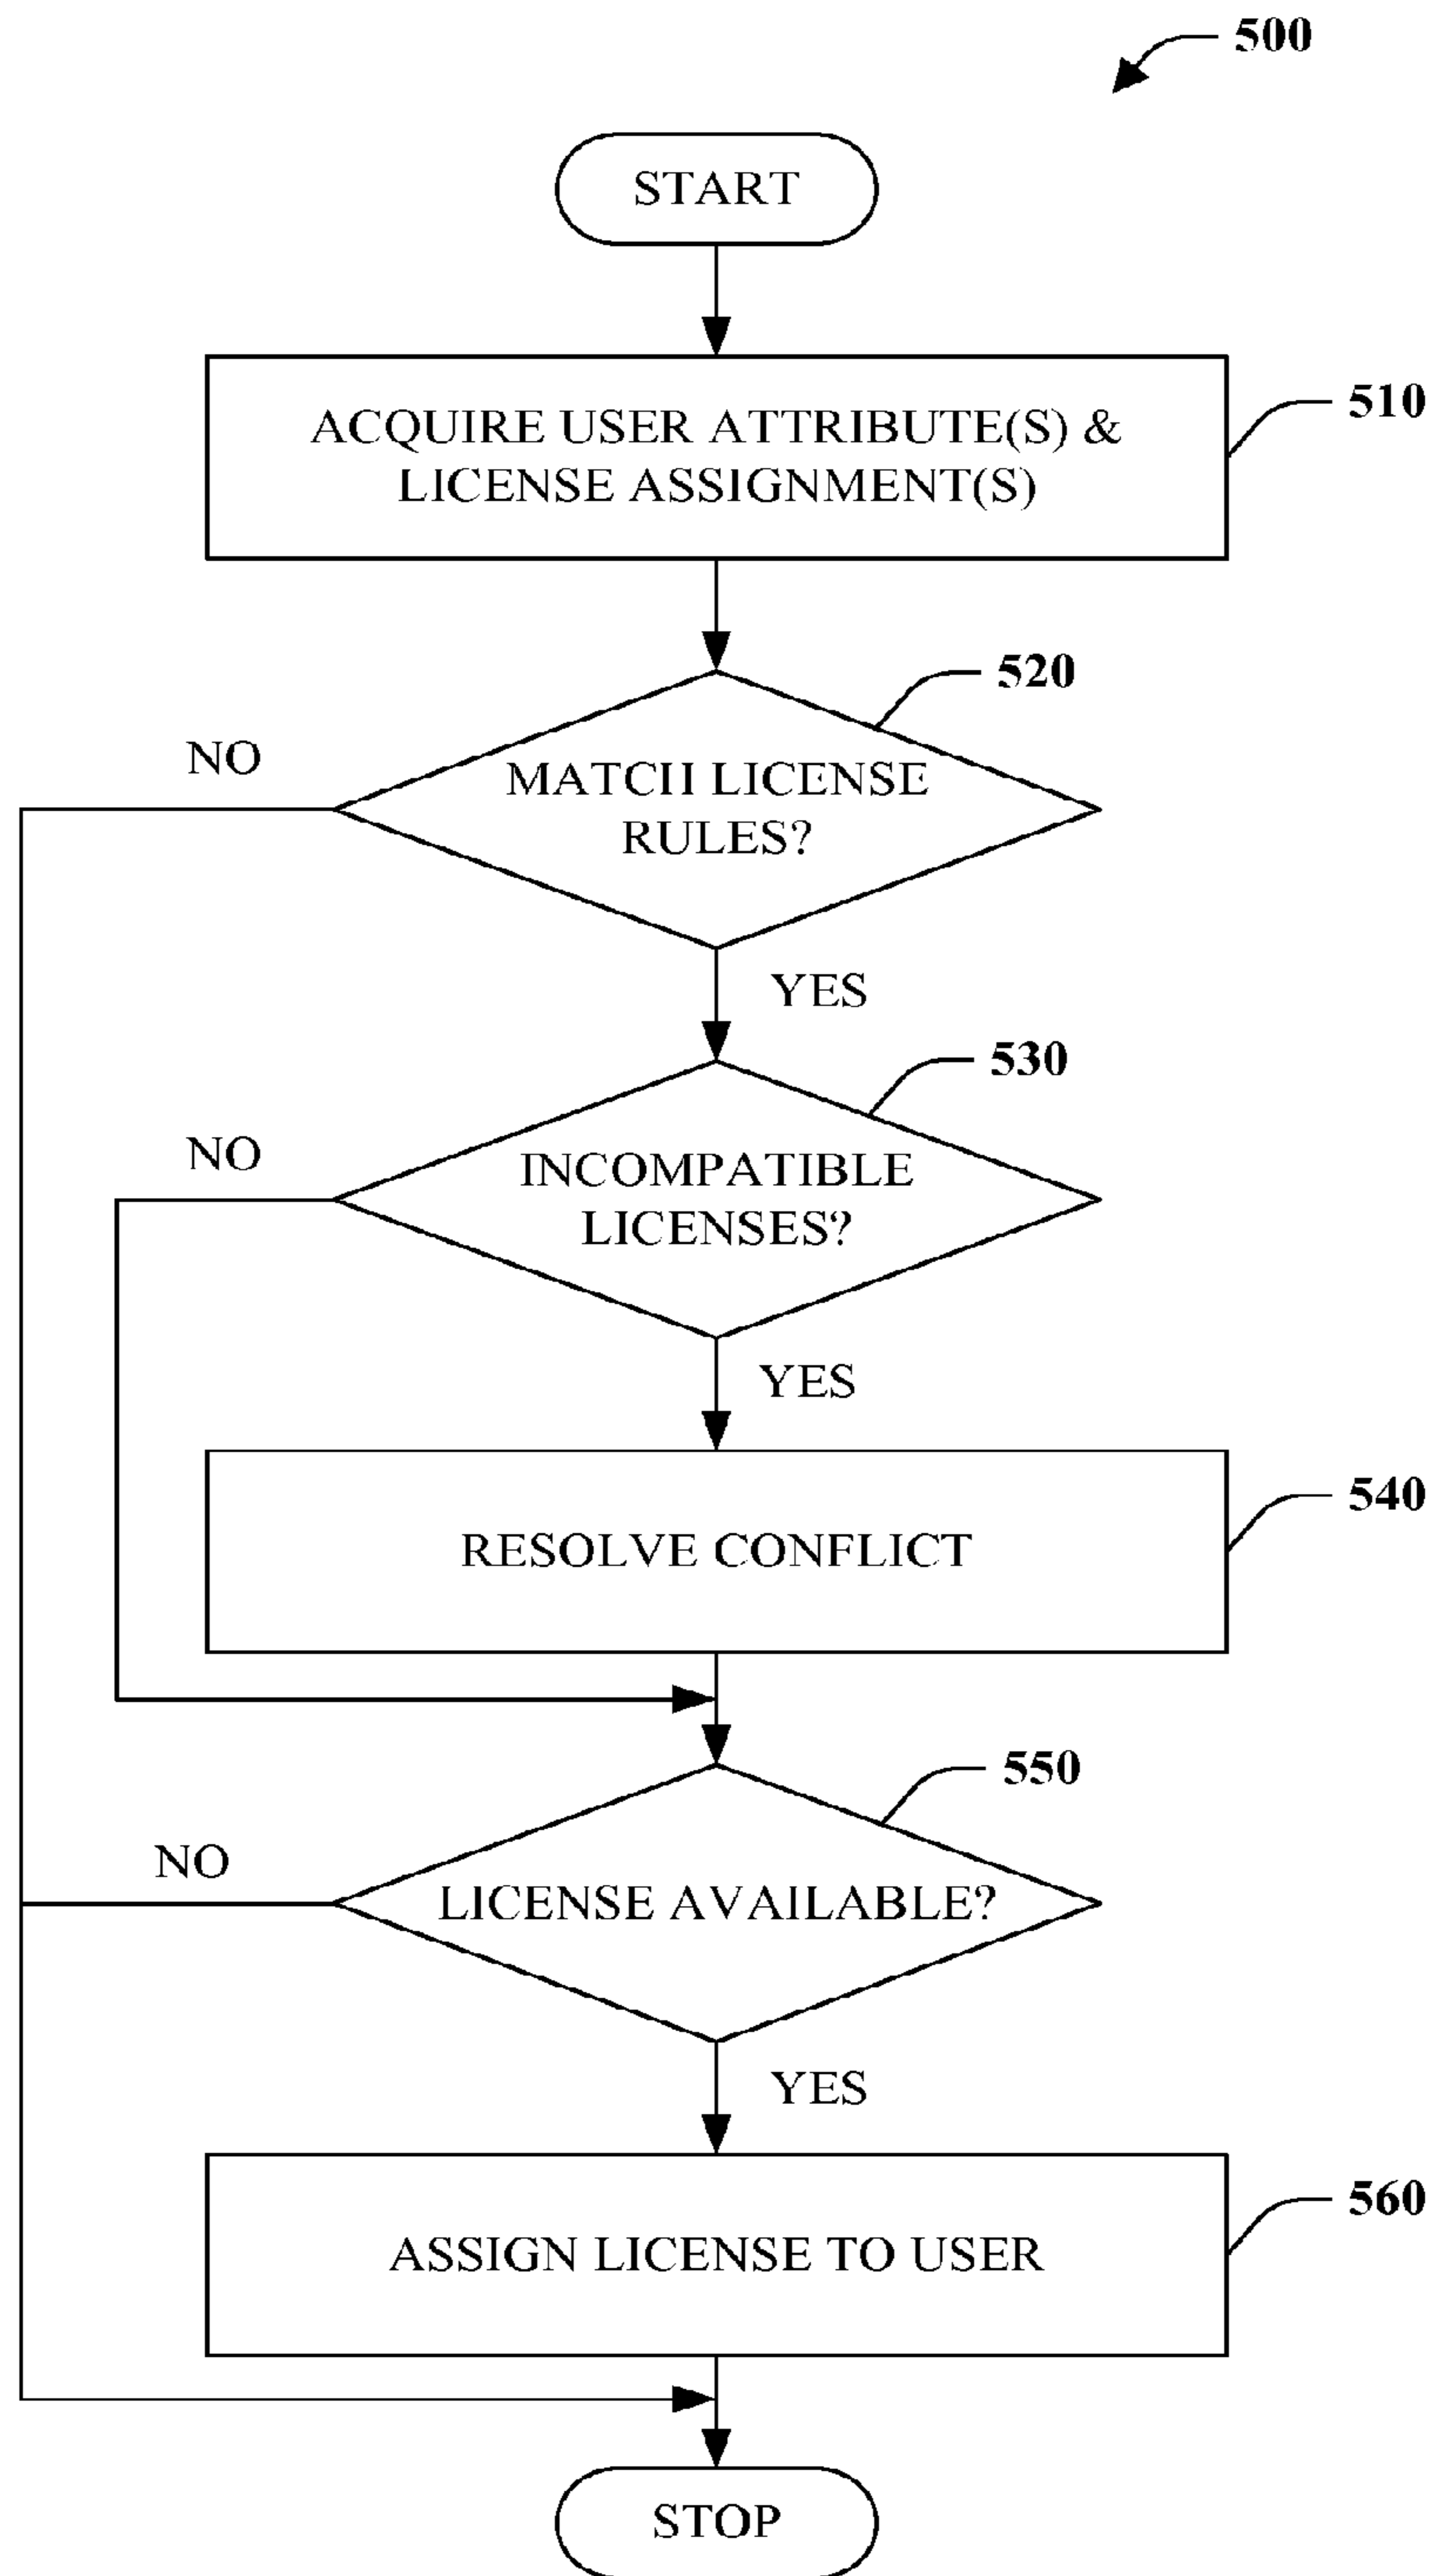 500
START
ACQUIRE USER ATTRIBUTE(S) &
LICENSE ASSIGNMENT(S)
510
520
NO
MATCH LICENSE
RULES?
YES
530
NO
INCOMPATIBLE
LICENSES?
YES
540
RESOLVE CONFLICT
550
NO
LICENSE AVAILABLE?
YES
560
ASSIGN LICENSE TO USER
STOP